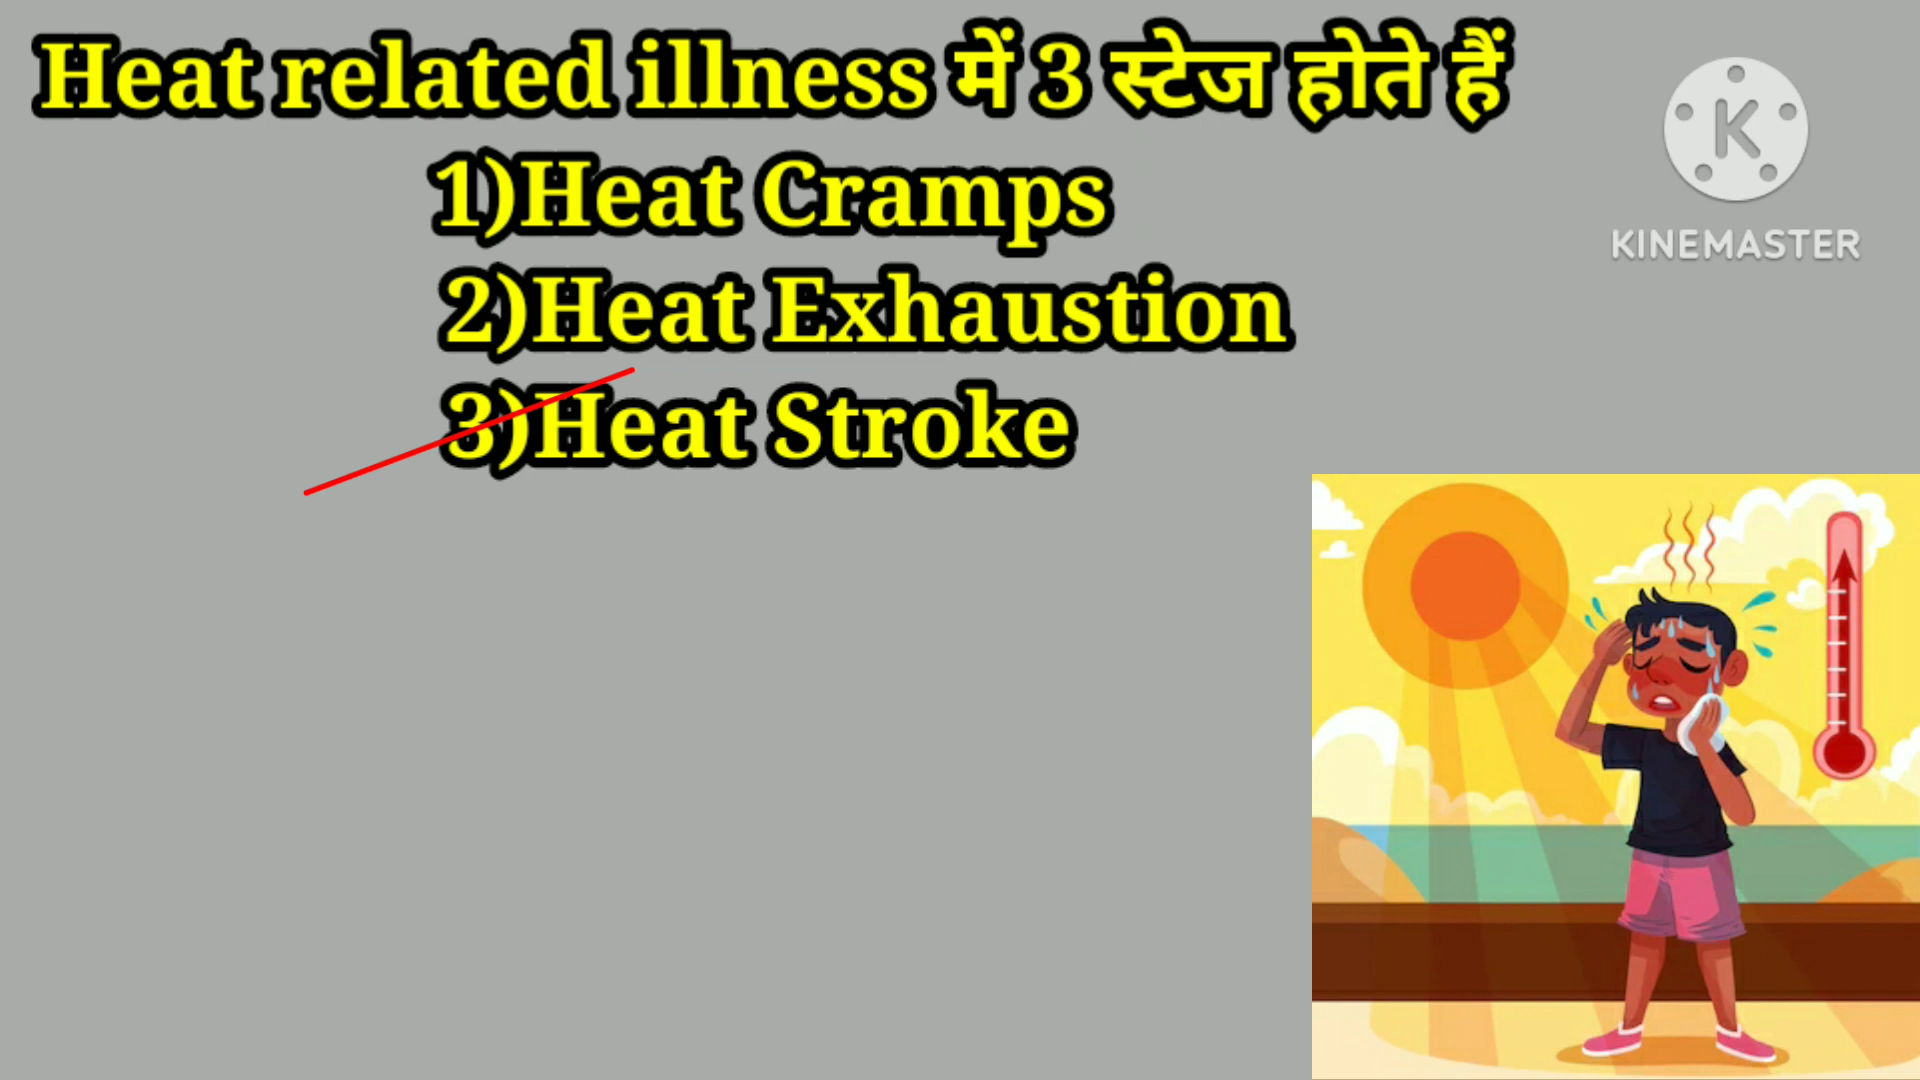 Heat related illness में 3 स्टेज होते हैं
1)Heat Cramps
2)Heat Exhaustion
3)Heat Stroke
K
KINEMASTER